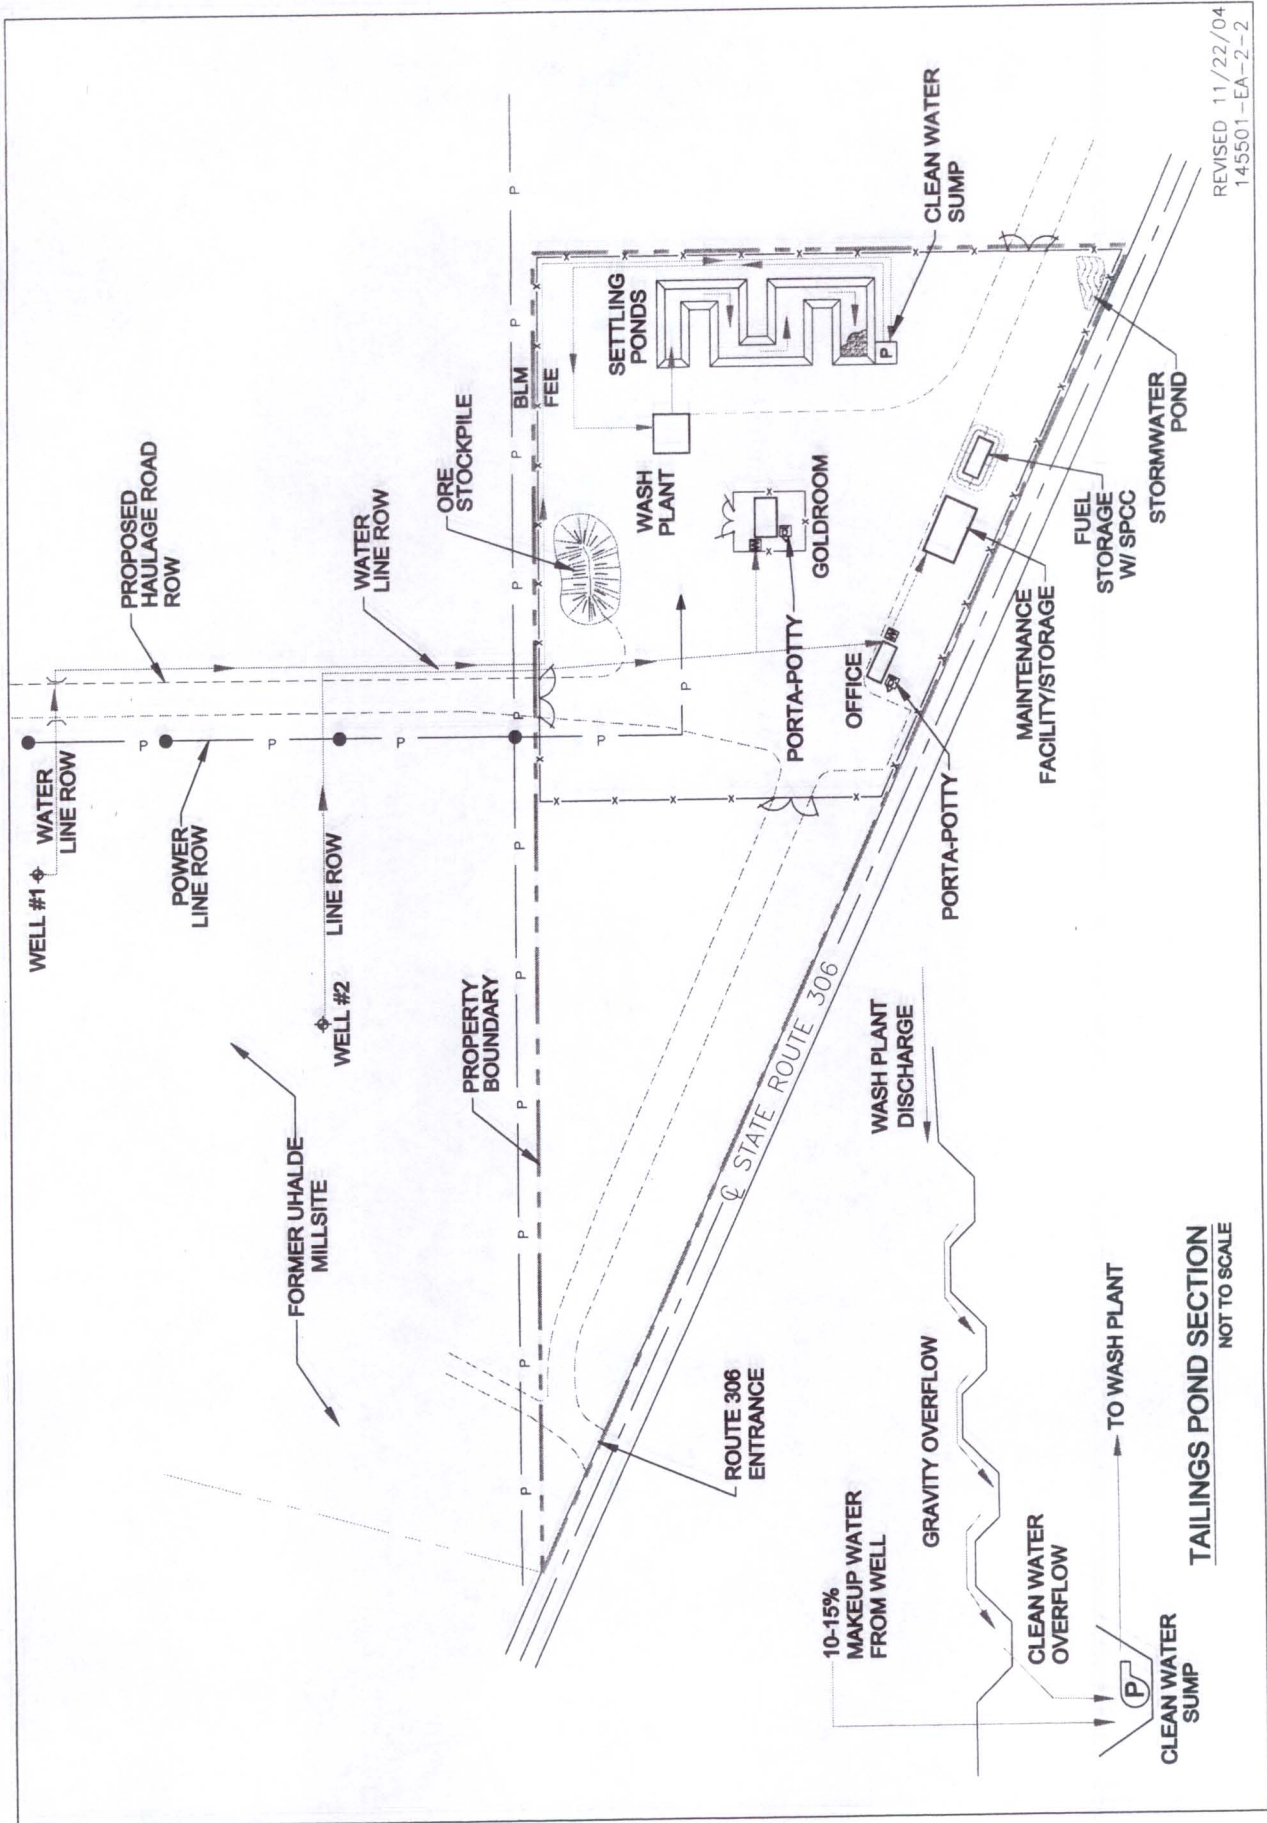 WELL #1
WATER
LINE ROW
PROPOSED
HAULAGE ROAD
ROW
POWER
LINE ROW
WATER
LINE ROW
LINE ROW
WELL #2
FORMER UHALDE
MILLSITE
PROPERTY
BOUNDARY
ORE
STOCKPILE
BLM
FEE
SETTLING
PONDS
WASH
PLANT
CLEAN WATER
SUMP
P
GOLDROOM
W
PORTA-POTTY
OFFICE
W
PORTA-POTTY
MAINTENANCE
FACILITY/STORAGE
FUEL
STORAGE
W/ SPCC
STORMWATER
POND
℄ STATE ROUTE 306
ROUTE 306
ENTRANCE
P P P P P P P P P P P P P P
X X X X X X X X X X X X X X
WASH PLANT
DISCHARGE
GRAVITY OVERFLOW
10-15%
MAKEUP WATER
FROM WELL
CLEAN WATER
OVERFLOW
P
TO WASH PLANT
CLEAN WATER
SUMP
TAILINGS POND SECTION
NOT TO SCALE
REVISED 11/22/04
145501-EA-2-2